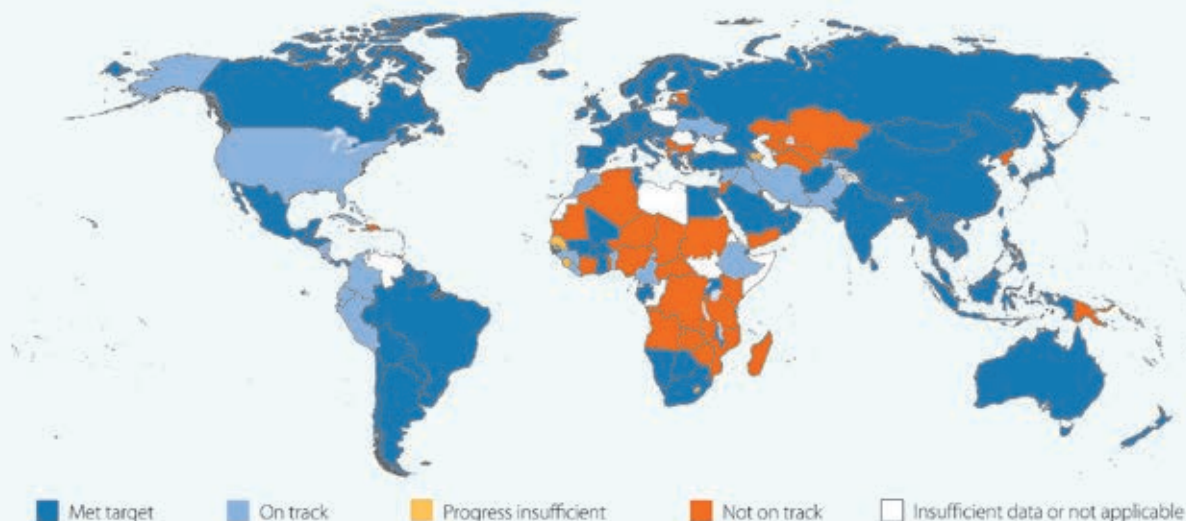 Met target On track Progress insufficient Not on track Insufficient data or not applicable